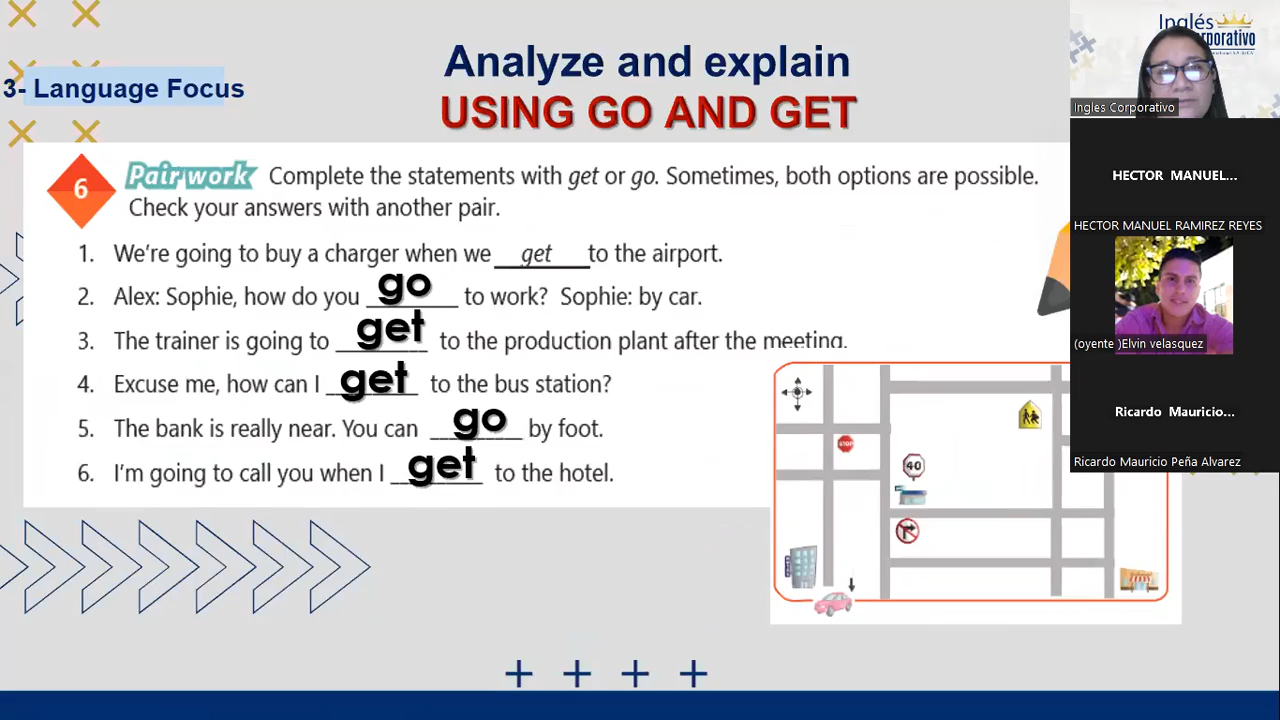 Analyze and explain
3- Language Focus
USING GO AND GET
6 Pair work Complete the statements with get or go. Sometimes, both options are possible.
Check your answers with another pair.
1. We're going to buy a charger when we get to the airport.
2. Alex: Sophie, how do you go to work? Sophie: by car.
3. The trainer is going to get to the production plant after the meeting.
4. Excuse me, how can I get to the bus station?
5. The bank is really near. You can go by foot.
6. I'm going to call you when I get to the hotel.
STOP
40
Inglés
Corporativo
Ingles Corporativo
HECTOR MANUEL...
HECTOR MANUEL RAMIREZ REYES
(oyente )Elvin velasquez
Ricardo Mauricio...
Ricardo Mauricio Peña Alvarez